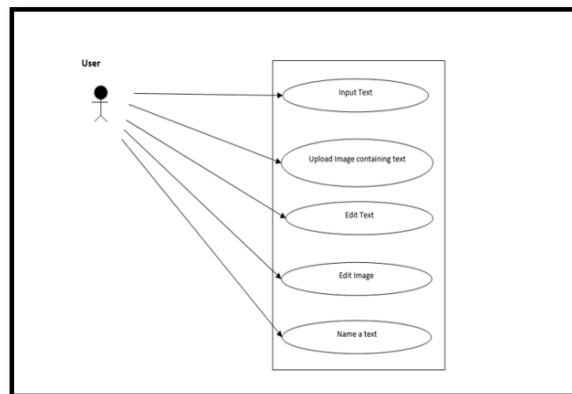 User
Input Text
Upload Image containing text
Edit Text
Edit Image
Name a text